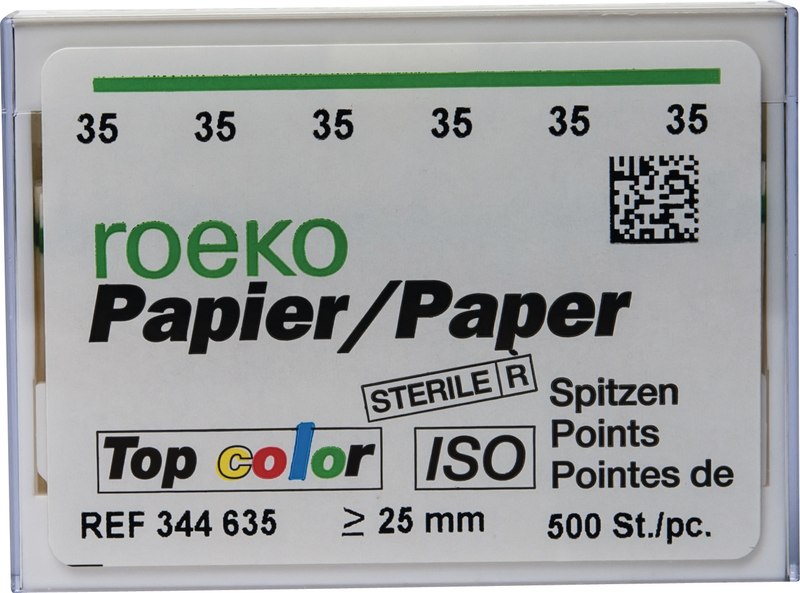 35 35 35 35 35 35
roeko
Papier/Paper
STERILE R
Spitzen
Points
Pointes de
Top color
ISO
REF 344 635
≥ 25 mm
500 St./pc.